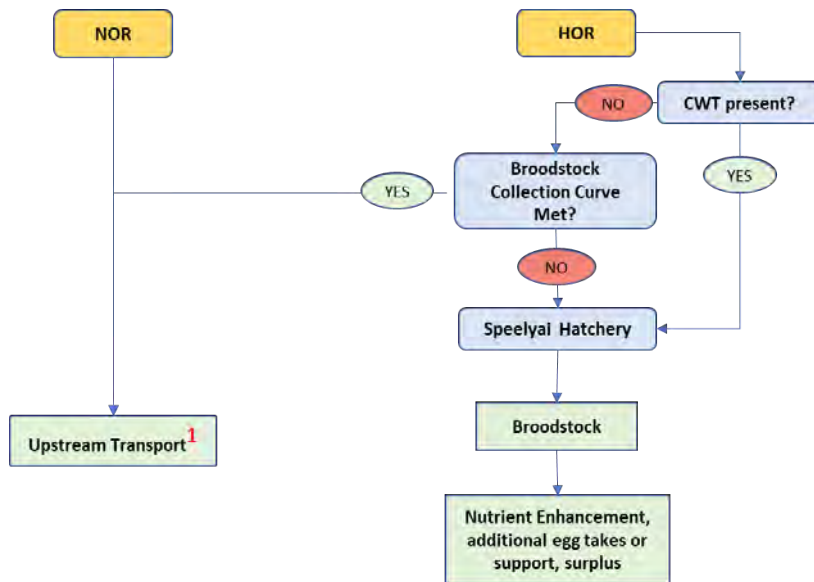 NOR
HOR
NO
CWT present?
YES
Broodstock
Collection Curve
Met?
YES
NO
Speelyai Hatchery
Upstream Transport1
Broodstock
Nutrient Enhancement,
additional egg takes or
support, surplus